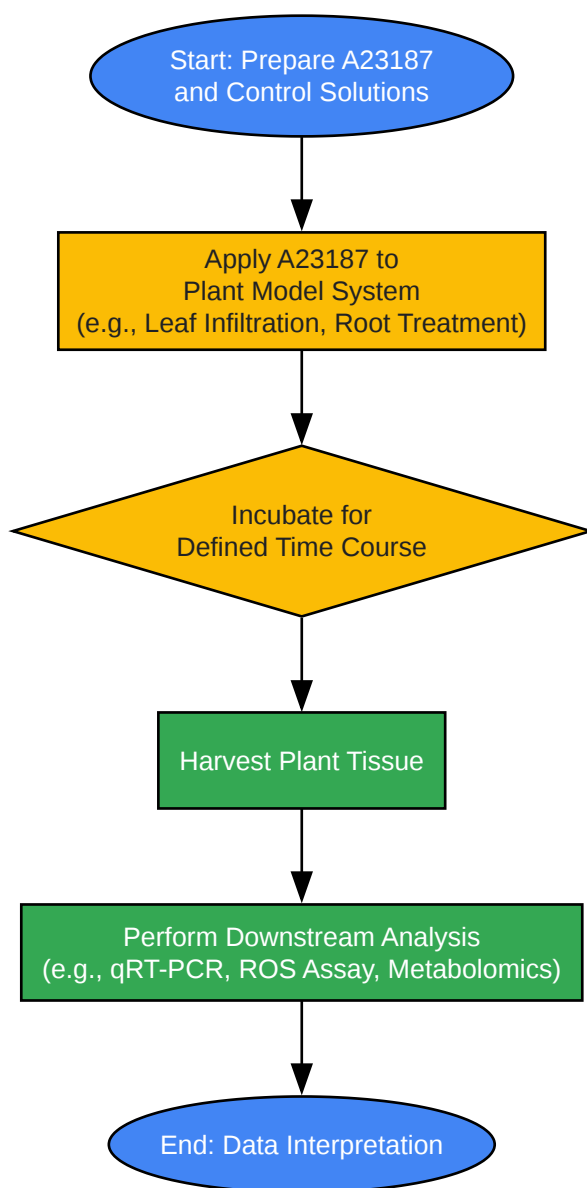 Start: Prepare A23187
and Control Solutions
Apply A23187 to
Plant Model System
(e.g., Leaf Infiltration, Root Treatment)
Incubate for
Defined Time Course
Harvest Plant Tissue
Perform Downstream Analysis
(e.g., qRT-PCR, ROS Assay, Metabolomics)
End: Data Interpretation